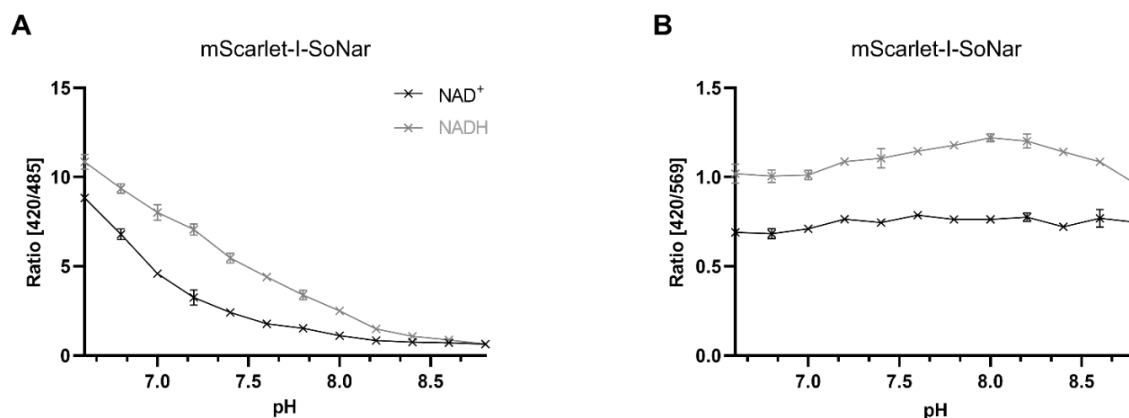 A
mScarlet-I-SoNar
Ratio [420/485]
15
10
5
0
NAD+
NADH
7.0 7.5 8.0 8.5
pH
B
mScarlet-I-SoNar
Ratio [420/569]
1.5
1.0
0.5
0.0
7.0 7.5 8.0 8.5
pH